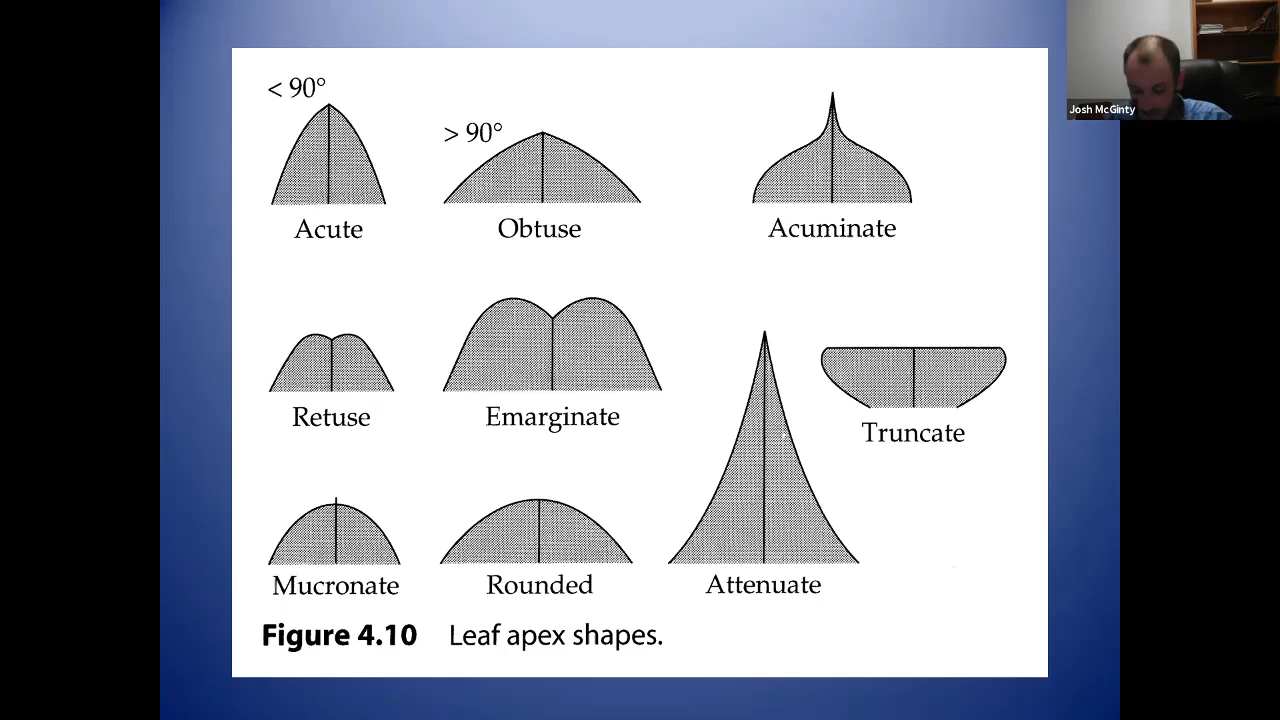 < 90°
> 90°
Josh McGinty
Acute
Obtuse
Acuminate
Retuse
Emarginate
Truncate
Mucronate
Rounded
Attenuate
Figure 4.10 Leaf apex shapes.